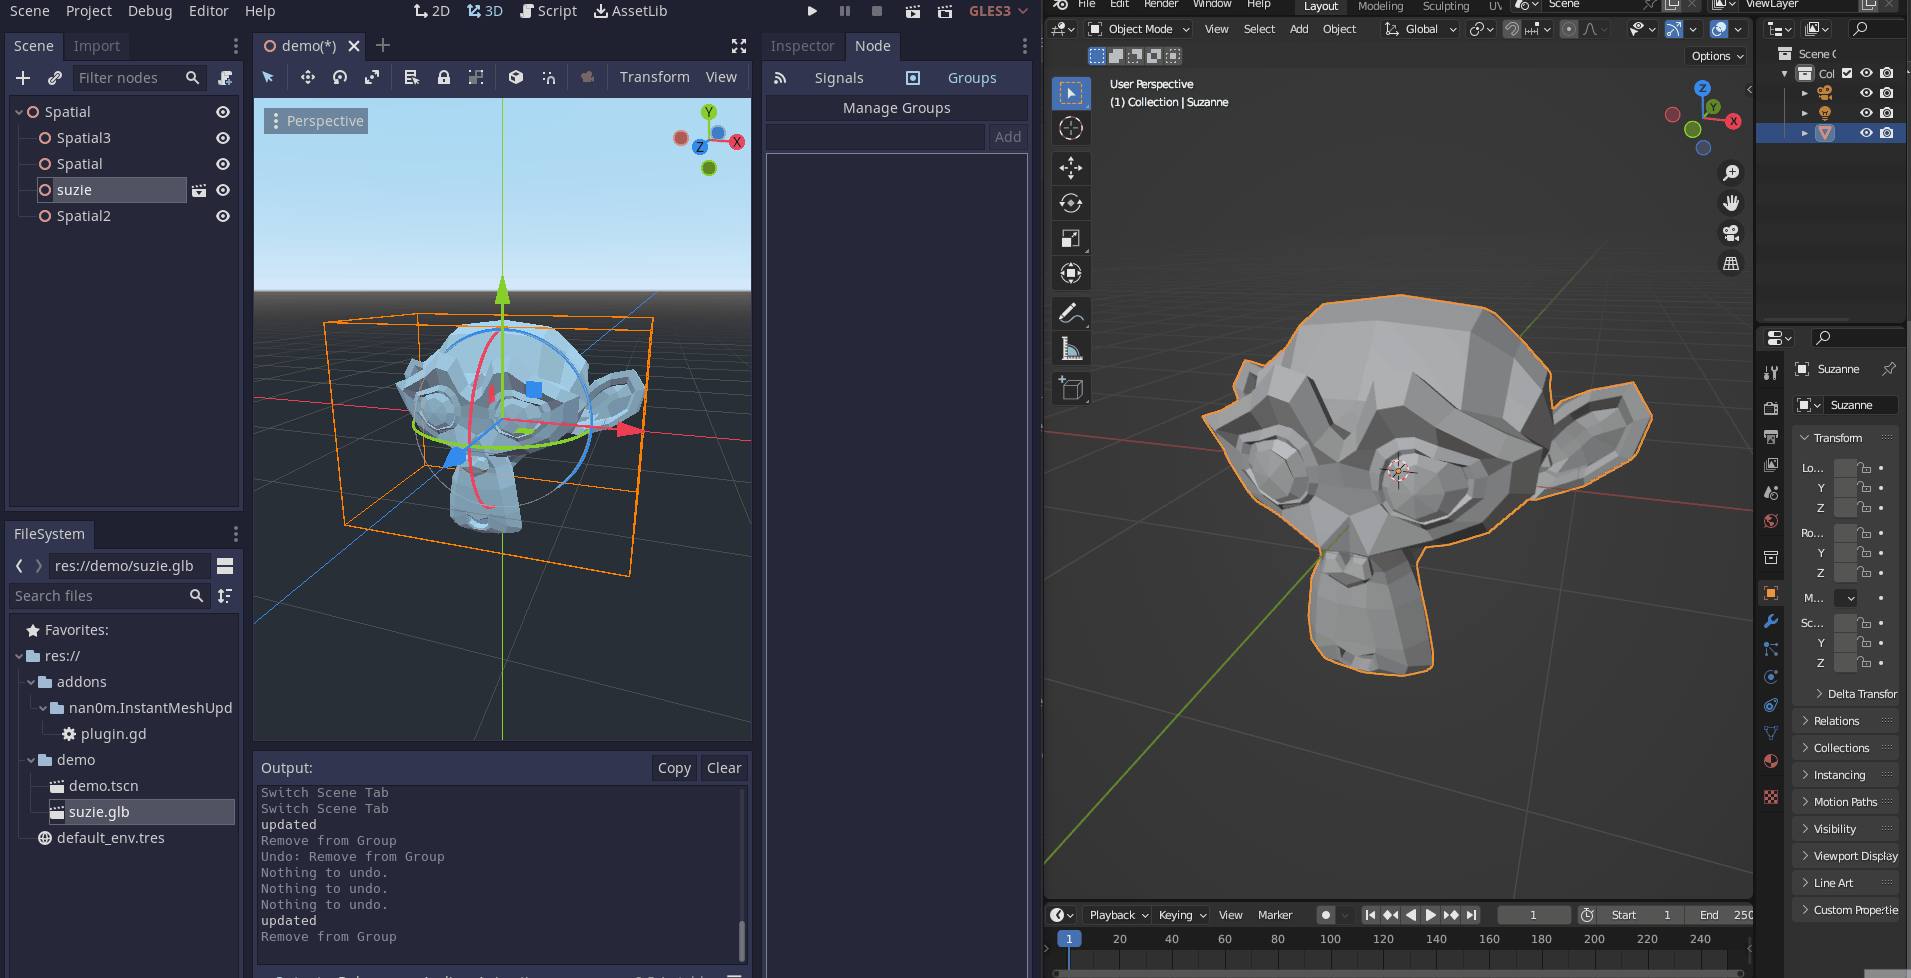 Scene Project Debug Editor Help
2D 3D Script AssetLib
GLES3
Scene Import
Filter nodes
Spatial
Spatial3
Spatial
suzie
Spatial2
FileSystem
res://demo/suzie.glb
Search files
Favorites:
res://
addons
nan0m.InstantMeshUpd
plugin.gd
demo
demo.tscn
suzie.glb
default_env.tres
demo(*)
Transform View
Perspective
Y
X
Z
Output: Copy Clear
Switch Scene Tab
Switch Scene Tab
updated
Remove from Group
Undo: Remove from Group
Nothing to undo.
Nothing to undo.
Nothing to undo.
updated
Remove from Group
Inspector Node
Signals Groups
Manage Groups
Add
File Edit Render Window Help Layout Modeling Sculpting UV Scene ViewLayer
Object Mode View Select Add Object Global
Options
User Perspective
(1) Collection | Suzanne
Z
Y
X
Scene C
Col
Suzanne
Suzanne
Transform
Lo...
Y
Z
Ro...
Y
Z
M...
Sc...
Y
Z
Delta Transfor
Relations
Collections
Instancing
Motion Paths
Visibility
Viewport Display
Line Art
Custom Propertie
Playback Keying View Marker 1 Start 1 End 250
1 20 40 60 80 100 120 140 160 180 200 220 240